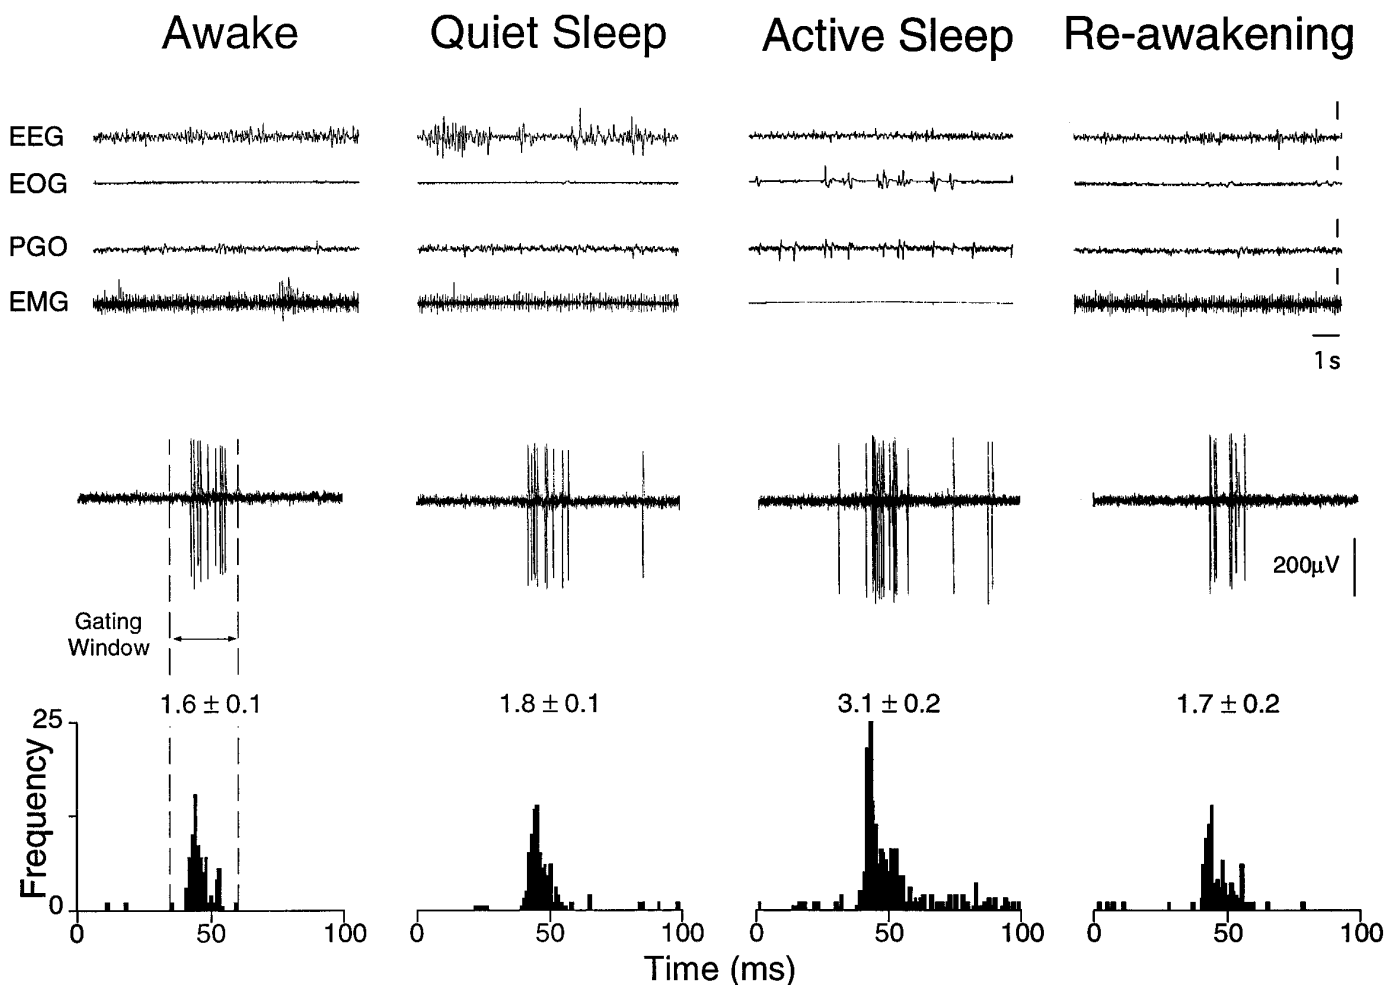 Awake Quiet Sleep Active Sleep Re-awakening
EEG
EOG
PGO
EMG
1s
200µV
Gating
Window
1.6 ± 0.1 1.8 ± 0.1 3.1 ± 0.2 1.7 ± 0.2
25
Frequency
0
0 50 100 0 50 100 0 50 100 0 50 100
Time (ms)